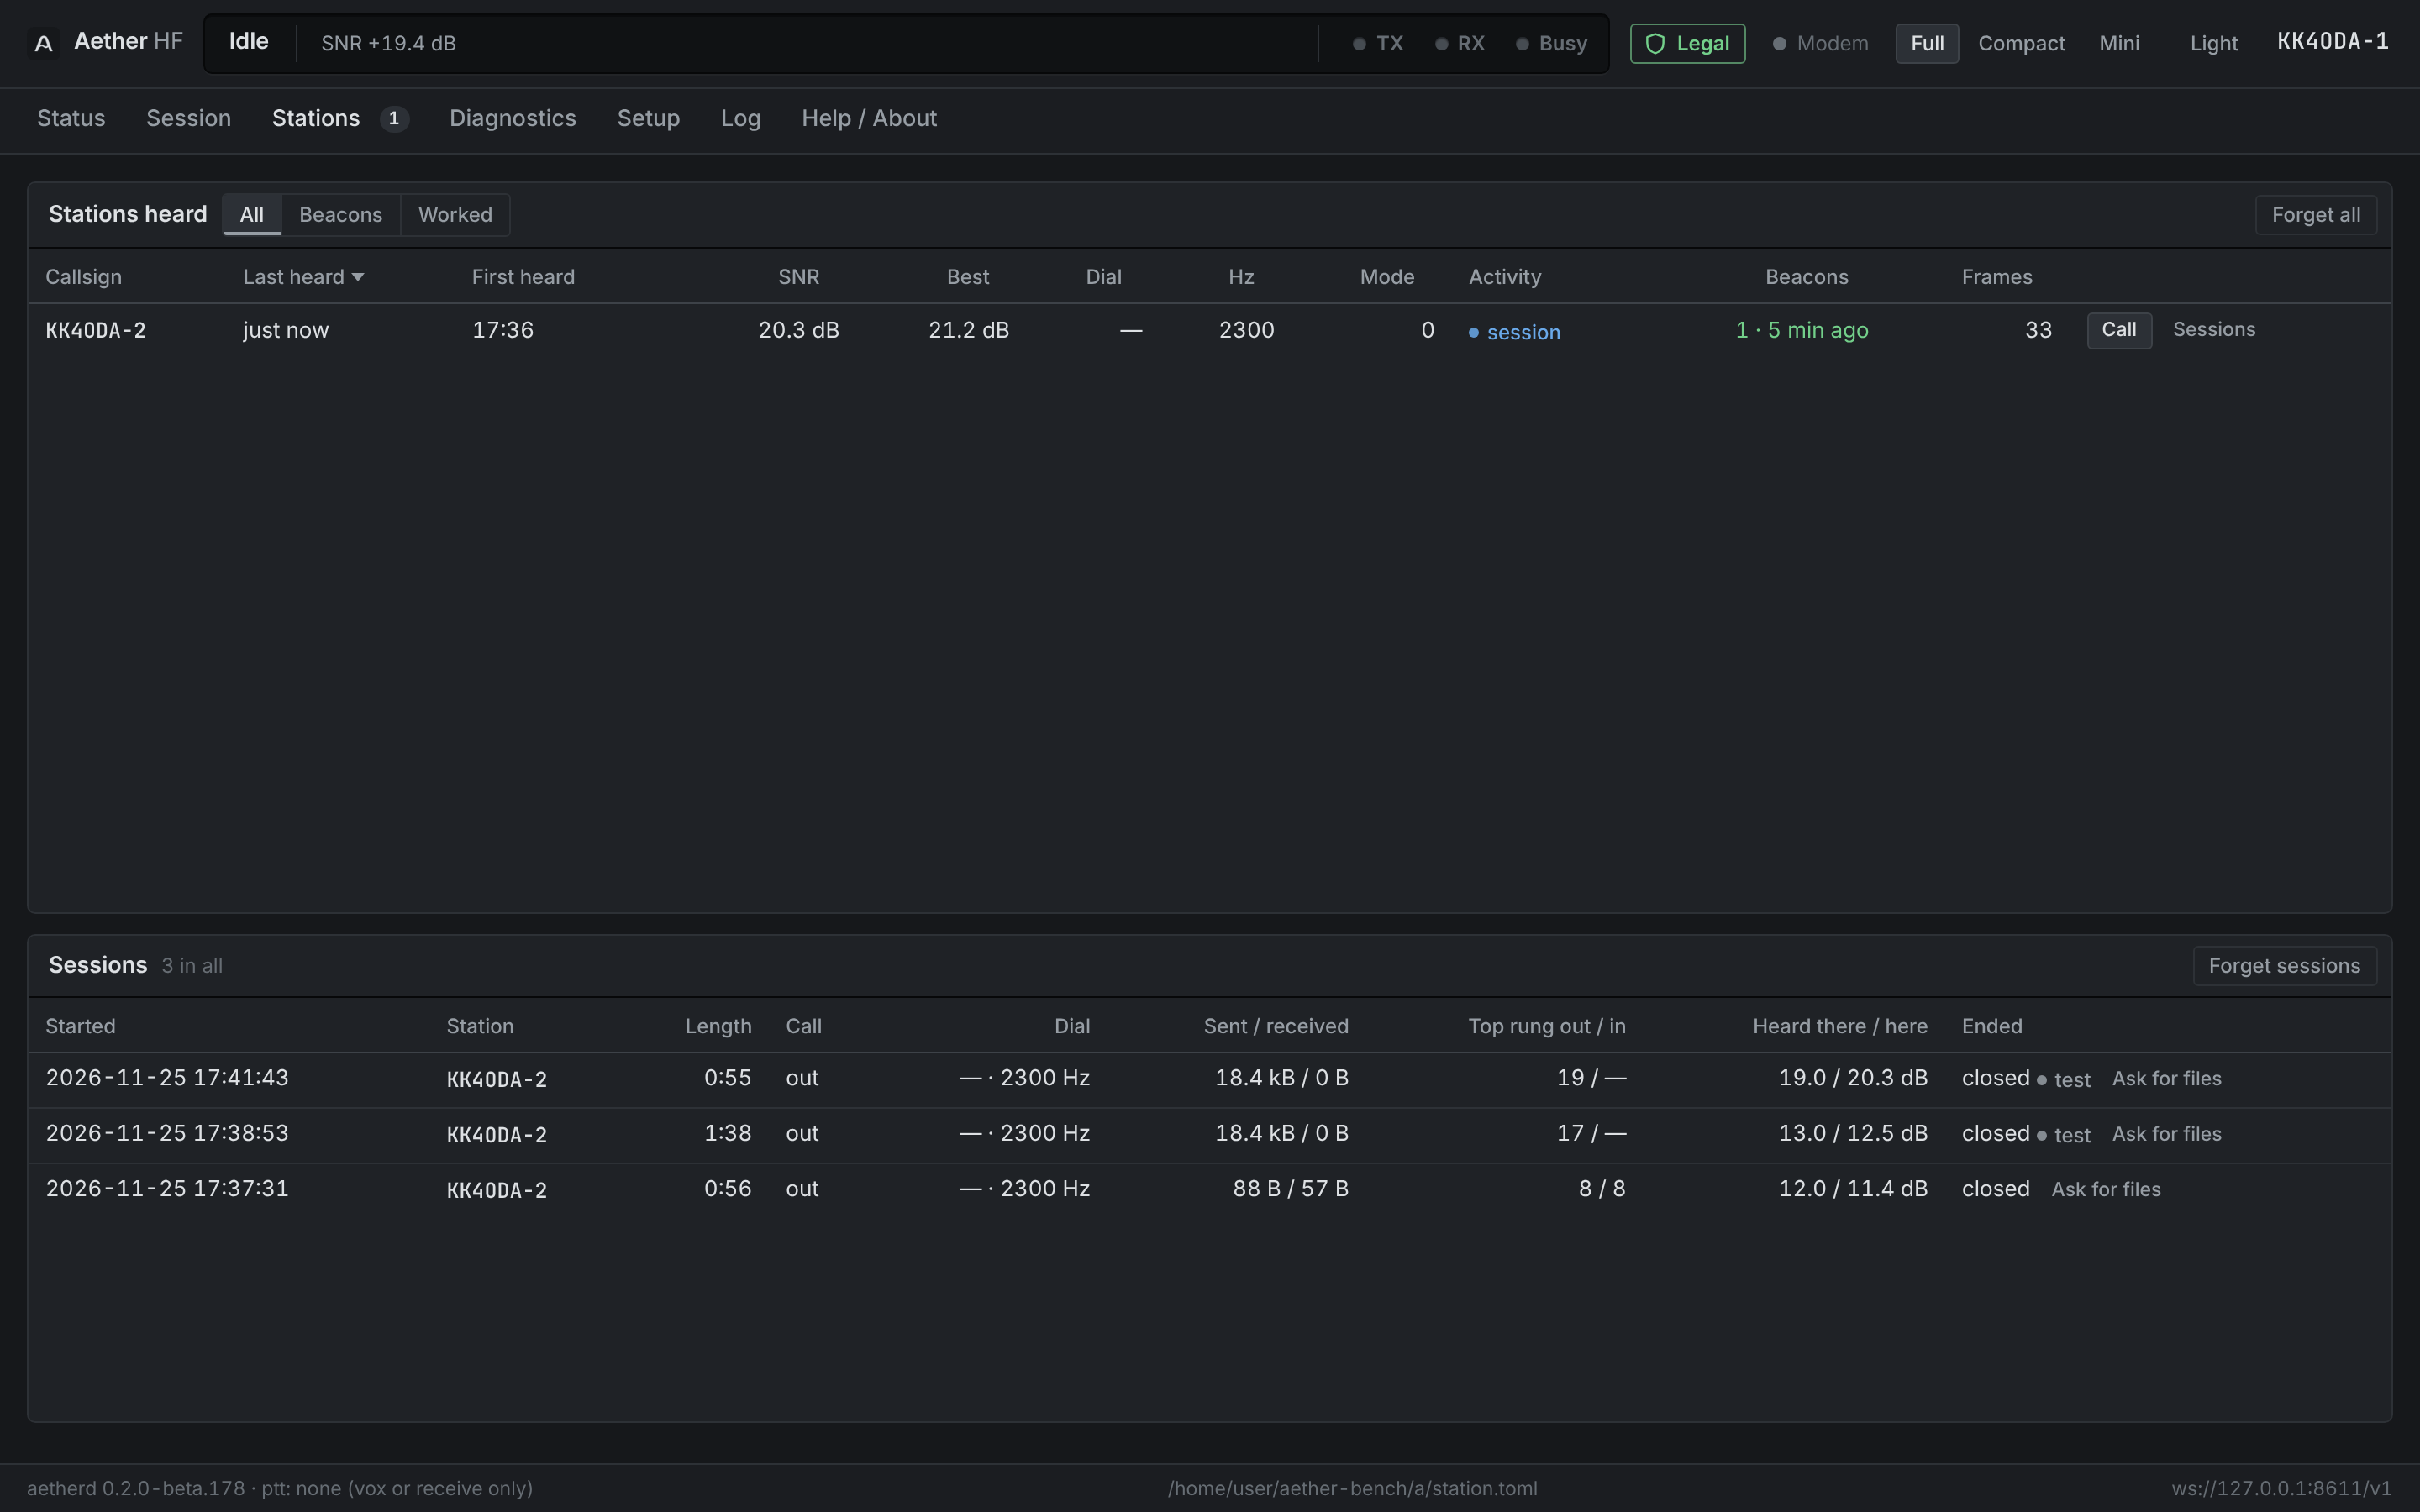 A Aether HF Idle SNR +19.4 dB TX RX Busy Legal Modem Full Compact Mini Light KK4ODA-1
Status Session Stations 1 Diagnostics Setup Log Help / About
Stations heard All Beacons Worked Forget all
Callsign Last heard First heard SNR Best Dial Hz Mode Activity Beacons Frames
KK4ODA-2 just now 17:36 20.3 dB 21.2 dB — 2300 0 session 1 · 5 min ago 33 Call Sessions
Sessions 3 in all Forget sessions
Started Station Length Call Dial Sent / received Top rung out / in Heard there / here Ended
2026-11-25 17:41:43 KK4ODA-2 0:55 out — · 2300 Hz 18.4 kB / 0 B 19 / — 19.0 / 20.3 dB closed test Ask for files
2026-11-25 17:38:53 KK4ODA-2 1:38 out — · 2300 Hz 18.4 kB / 0 B 17 / — 13.0 / 12.5 dB closed test Ask for files
2026-11-25 17:37:31 KK4ODA-2 0:56 out — · 2300 Hz 88 B / 57 B 8 / 8 12.0 / 11.4 dB closed Ask for files
aetherd 0.2.0-beta.178 · ptt: none (vox or receive only) /home/user/aether-bench/a/station.toml ws://127.0.0.1:8611/v1